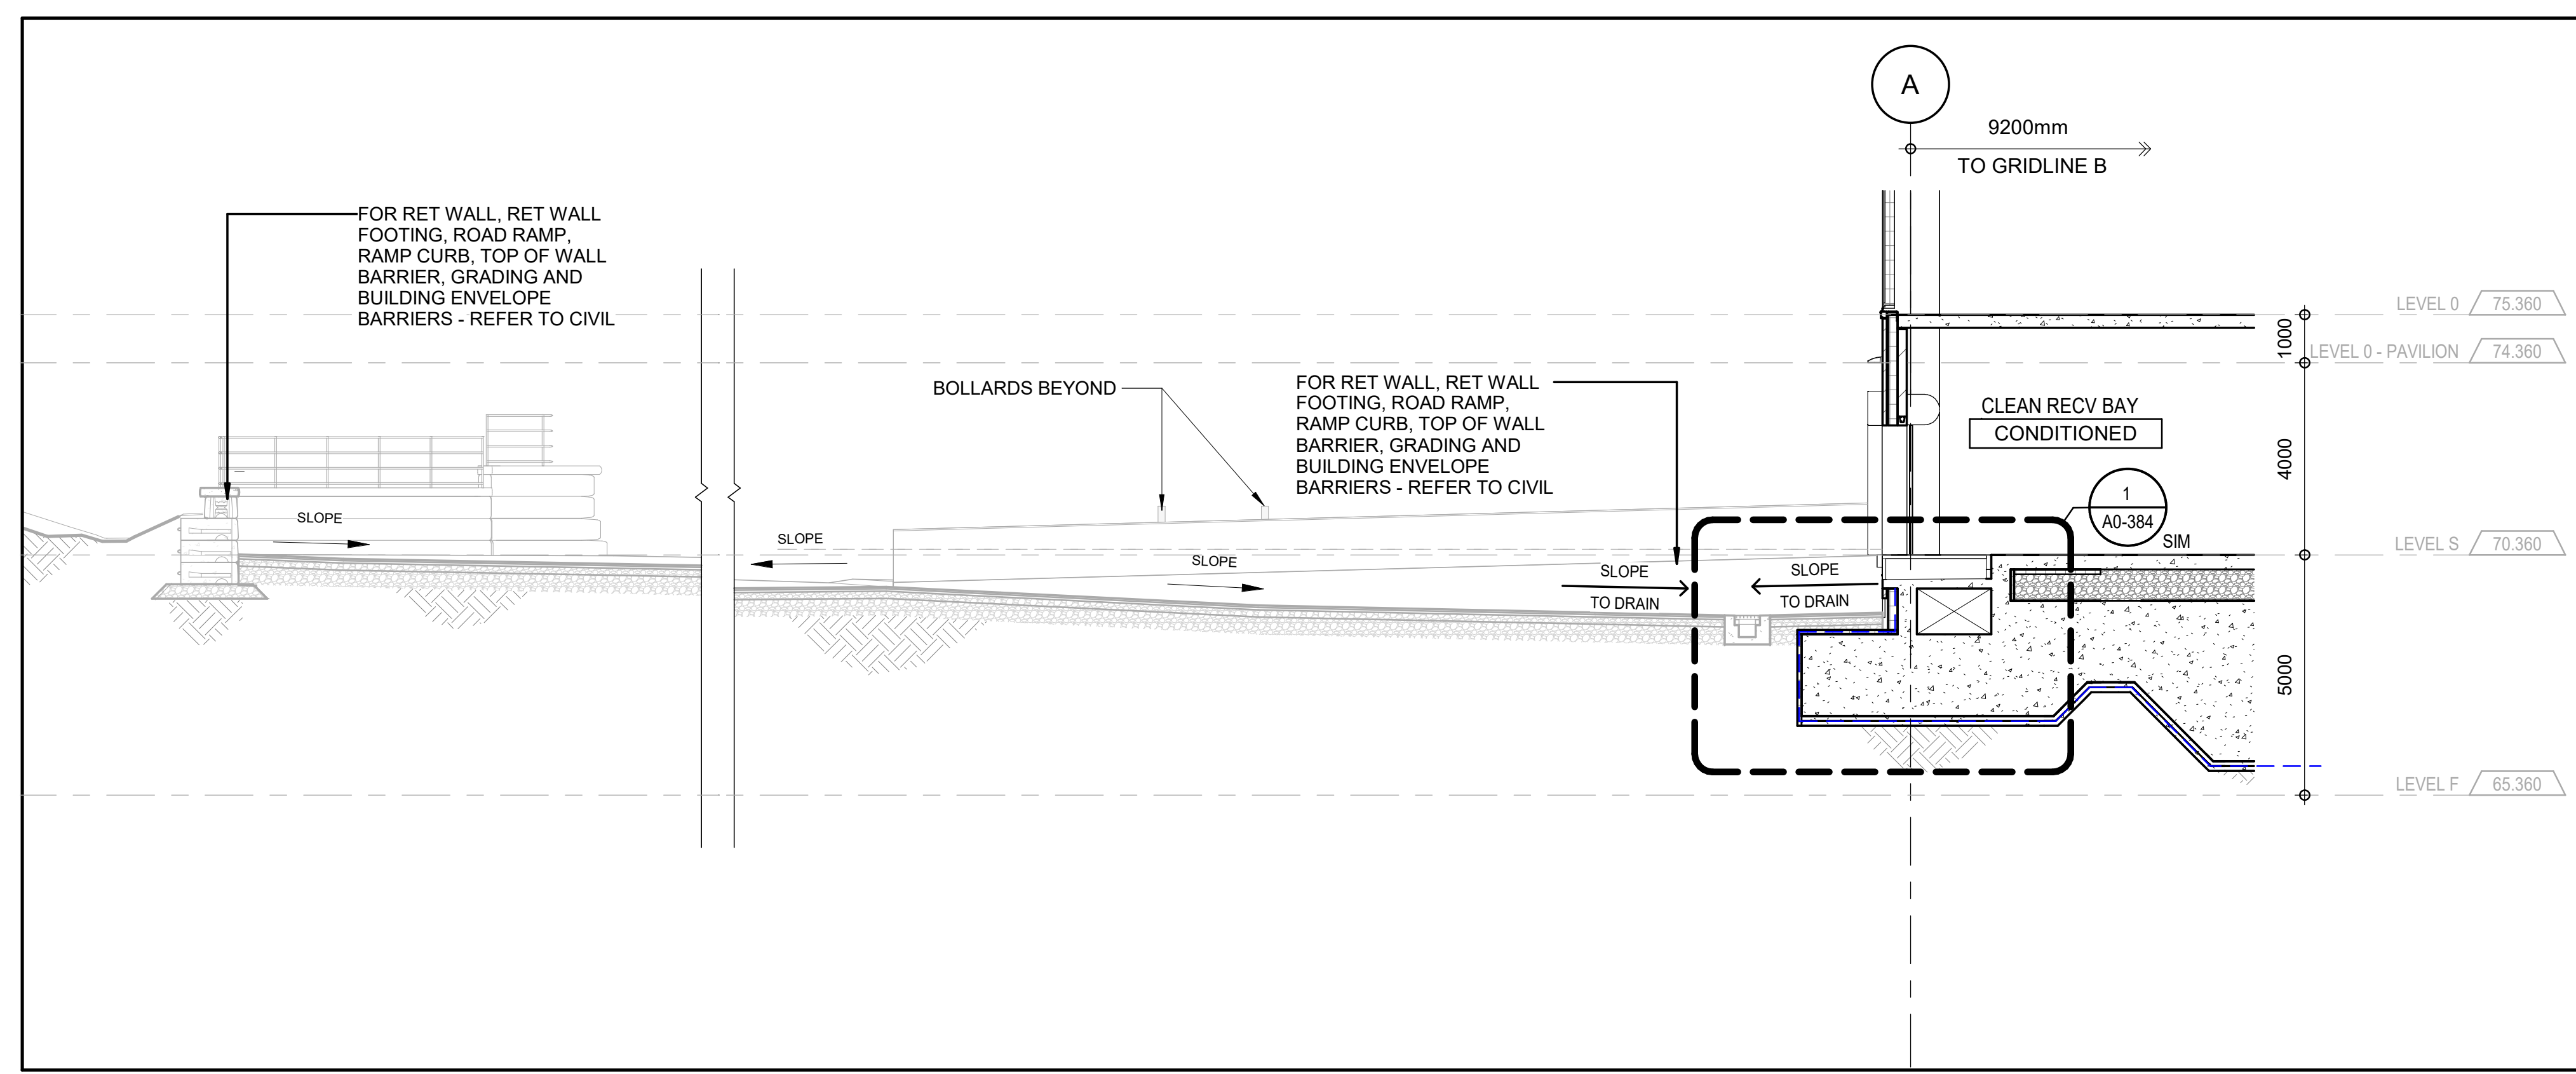 A
9200mm
TO GRIDLINE B
FOR RET WALL, RET WALL
FOOTING, ROAD RAMP,
RAMP CURB, TOP OF WALL
BARRIER, GRADING AND
BUILDING ENVELOPE
BARRIERS - REFER TO CIVIL
LEVEL 0 75.360
1000
LEVEL 0 - PAVILION 74.360
BOLLARDS BEYOND
FOR RET WALL, RET WALL
FOOTING, ROAD RAMP,
RAMP CURB, TOP OF WALL
BARRIER, GRADING AND
BUILDING ENVELOPE
BARRIERS - REFER TO CIVIL
CLEAN RECV BAY
CONDITIONED
4000
1
A0-384
SIM
SLOPE
SLOPE
SLOPE
LEVEL S 70.360
SLOPE
TO DRAIN
SLOPE
TO DRAIN
5000
LEVEL F 65.360